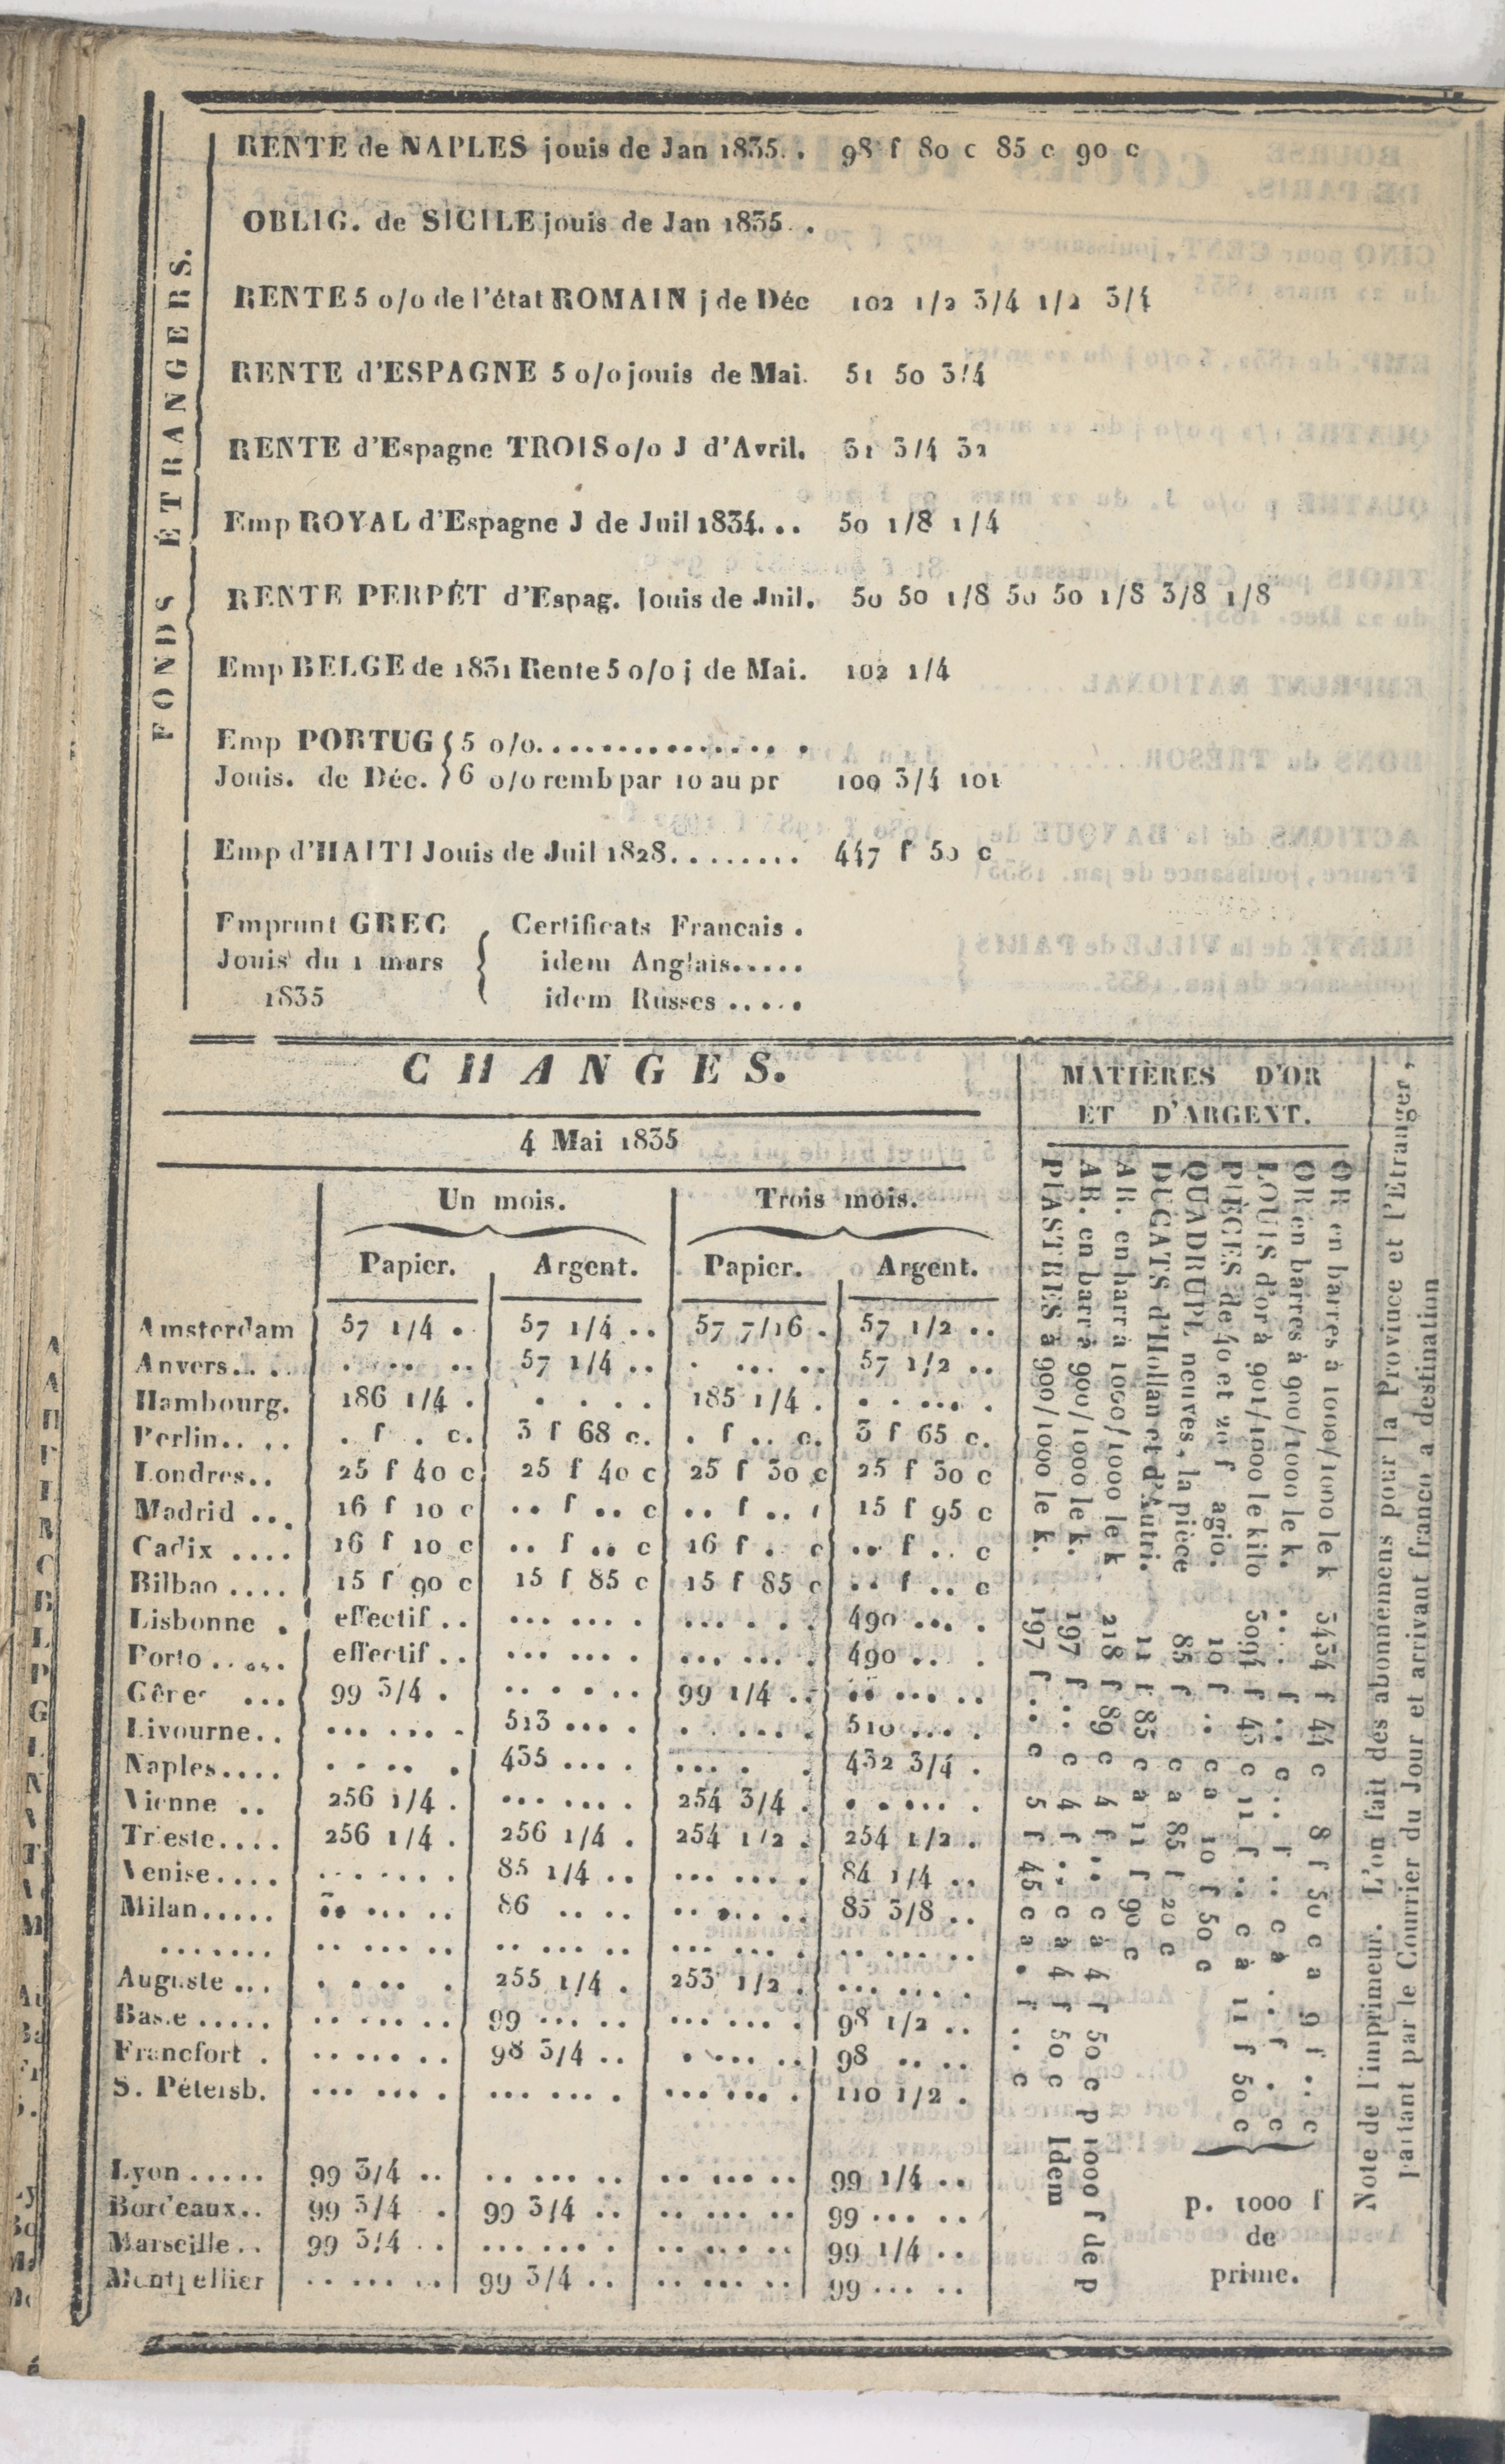 FONDS ÉTRANGERS.
RENTE de NAPLES jouis de Jan 1835. . 98 f 80 c 85 c 90 c
OBLIG. de SICILE jouis de Jan 1835. .
RENTE 5 o/o de l'état ROMAIN j de Déc 102 1/2 3/4 1/2 3/4
RENTE d'ESPAGNE 5 o/o jouis de Mai. 51 50 3/4
RENTE d'Espagne TROIS o/o J d'Avril. 31 3/4 32
Emp ROYAL d'Espagne J de Juil 1834... 50 1/8 1/4
RENTE PERPÉT d'Espag. Jouis de Juil. 50 50 1/8 50 50 1/8 3/8 1/8
Emp BELGE de 1831 Rente 5 o/o j de Mai. 102 1/4
Emp PORTUG { 5 o/o.................
Jouis. de Déc. } 6 o/o remb par 10 au pr 100 3/4 101
Emp d'HAITI Jouis de Juil 1828........ 447 f 50 c
Emprunt GREC { Certificats Francais .
Jouis du 1 mars idem Anglais.....
1835 idem Russes .....
CHANGES.
4 Mai 1835
Un mois. Trois mois.
Papier. Argent. Papier. Argent.
Amsterdam 57 1/4 . 57 1/4 .. 57 7/16 . 57 1/2 ..
Anvers.. .. . ... .. 57 1/4 .. . ... .. 57 1/2 ..
Hambourg. 186 1/4 . . . . . 185 1/4 . . . ... .
Berlin.. .. . f . c. 3 f 68 c. . f .. c. 3 f 65 c.
Londres.. 25 f 40 c 25 f 40 c 25 f 30 c 25 f 30 c
Madrid ... 16 f 10 c .. f .. c .. f .. c 15 f 95 c
Cadix .... 16 f 10 c .. f .. c 16 f . c .. f .. c
Bilbao .... 15 f 90 c 15 f 85 c 15 f 85 c .. f .. c
Lisbonne . effectif .. ... ... . ... ... . 490 ... .
Porto ..... effectif .. ... ... . ... ... . 490 .. .
Gênes ... 99 3/4 . .. . . .. 99 1/4 .. .. ... ..
Livourne.. ... ... . 513 ... . . . ... . 510 ... .
Naples.... . . .. . 435 ... . ... . . 432 3/4 .
Vienne .. 256 1/4 . ... ... . 254 3/4 . . . ... .
Trieste.... 256 1/4 . 256 1/4 . 254 1/2 . 254 1/2 .
Venise.... . . ... . 85 1/4 .. ... ... . 84 1/4 ..
Milan..... .. ... .. 86 .. .. .. ... .. 85 3/8 ..
....... .. ... .. .. ... .. ... ... . .. ... ..
Auguste ... . . .. . 255 1/4 . 253 1/2 . ... ... .
Basle ..... .. ... .. 99 ... .. ... ... . 98 1/2 ..
Francfort . .. ... .. 98 3/4 .. . ... .. 98 .. ..
S. Pétersb. ... ... . ... ... . ... ... . 110 1/2 .
Lyon ..... 99 3/4 .. .. ... .. .. ... .. 99 1/4 ..
Bordeaux.. 99 3/4 . 99 3/4 .. .. ... .. 99 ... ..
Marseille.. 99 3/4 .. ... ... . .. ... .. 99 1/4 ..
Montpellier .. ... .. 99 3/4 .. .. ... .. 99 ... ..
MATIÈRES D'OR
ET D'ARGENT.
OR en barres à 1000/1000 le k 3434 f 44 c 8 f 50 c a 9 f .. c
OR en barres à 900/1000 le k. ... f .. c .. f .. c à .. f . c
LOUIS d'or à 901/1000 le kilo 3094 f 45 c 11 f .. c à 11 f 50 c
PIÈCES de 40 et 20 f agio. 10 f .. c a 10 f 50 c
QUADRUPL neuves, la pièce 85 f c a 85 f 20 c
DUCATS d'Hollan et d'Autri. 11 f 85 c a 11 f 90 c
AR. en barr à 1000/1000 le k 218 f 89 c 4 f .. c à 4 f 50 c p 1000 f de p
AR. en barr à 900/1000 le k. 197 f .. c 4 f .. c à 4 f 50 c Idem
PIASTRES à 900/1000 le k. 197 f .. c 5 f 45 c a . f .. c
p. 1000 f
de
prime.
Note de l'imprimeur. L'on fait des abonnemens pour la Province et l'Etranger,
partant par le Courrier du Jour et arrivant franco a destination